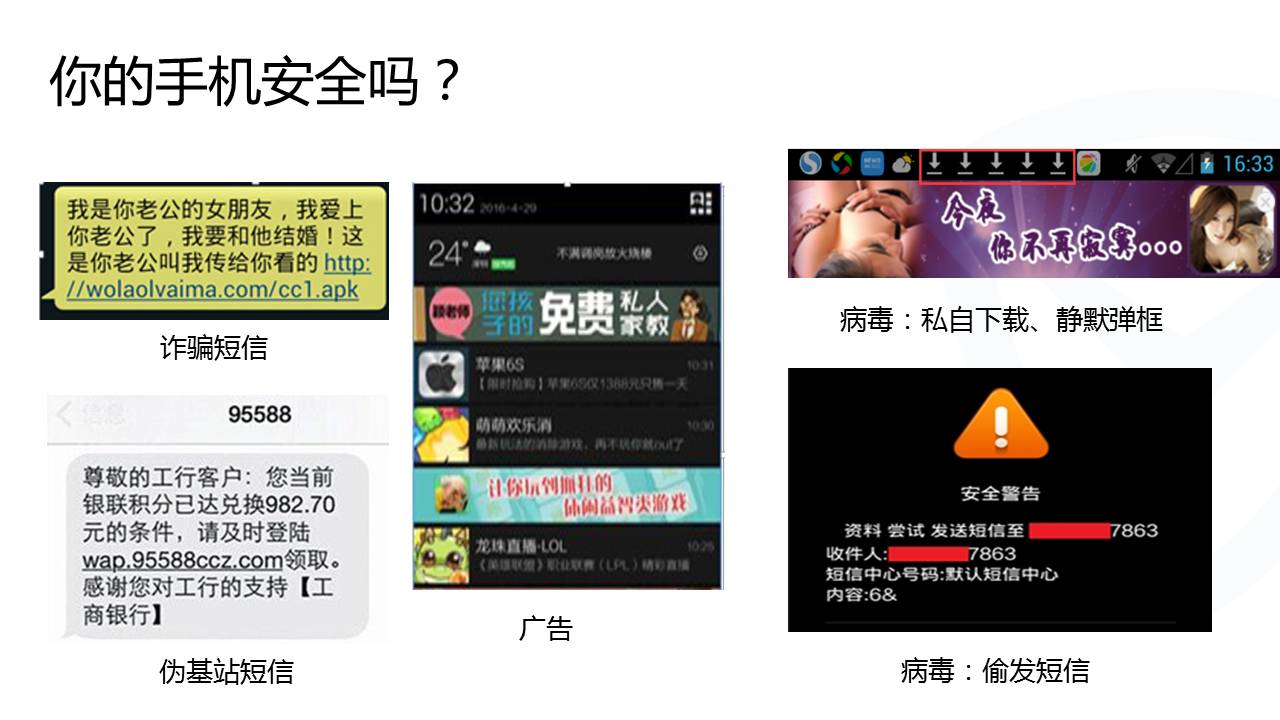 你的手机安全吗？
我是你老公的女朋友，我爱上
你老公了，我要和他结婚！这
是你老公叫我传给你看的 http:
//wolaolvaima.com/cc1.apk
诈骗短信
信息
95588
尊敬的工行客户：您当前
银联积分已达兑换982.70
元的条件，请及时登陆
wap.95588ccz.com领取。
感谢您对工行的支持【工
商银行】
伪基站短信
10:32 2016-4-29
24°
不满调岗放火烧楼
颖老师
您孩子的
免费
私人家教
苹果6S 10:31
【限时抢购】苹果6S仅1388元只售一天
萌萌欢乐消 10:30
最新玩法的消除游戏，再不玩你就out了
让你玩到抓狂的
休闲益智类游戏
龙珠直播-LOL 10:25
《英雄联盟》职业联赛（LPL）精彩直播
广告
16:33
今夜
你不再寂寞...
病毒：私自下载、静默弹框
安全警告
资料 尝试 发送短信至 7863
收件人: 7863
短信中心号码:默认短信中心
内容:6&
病毒：偷发短信